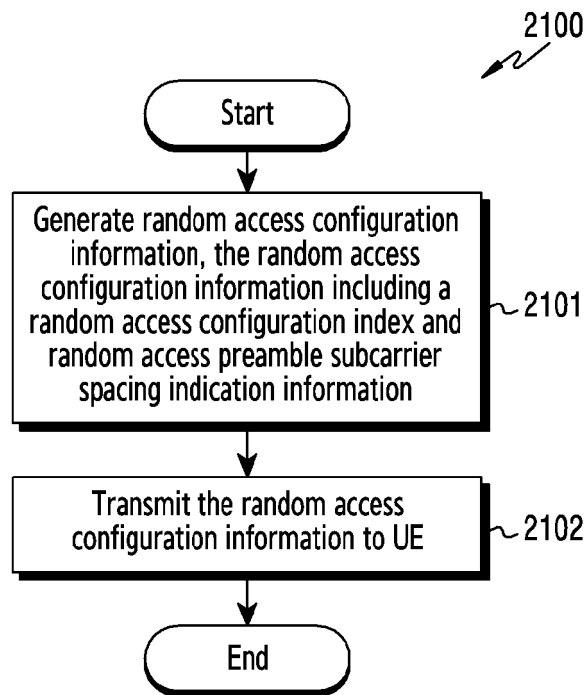 2100
Start
Generate random access configuration
information, the random access
configuration information including a
random access configuration index and
random access preamble subcarrier
spacing indication information
2101
Transmit the random access
configuration information to UE
2102
End